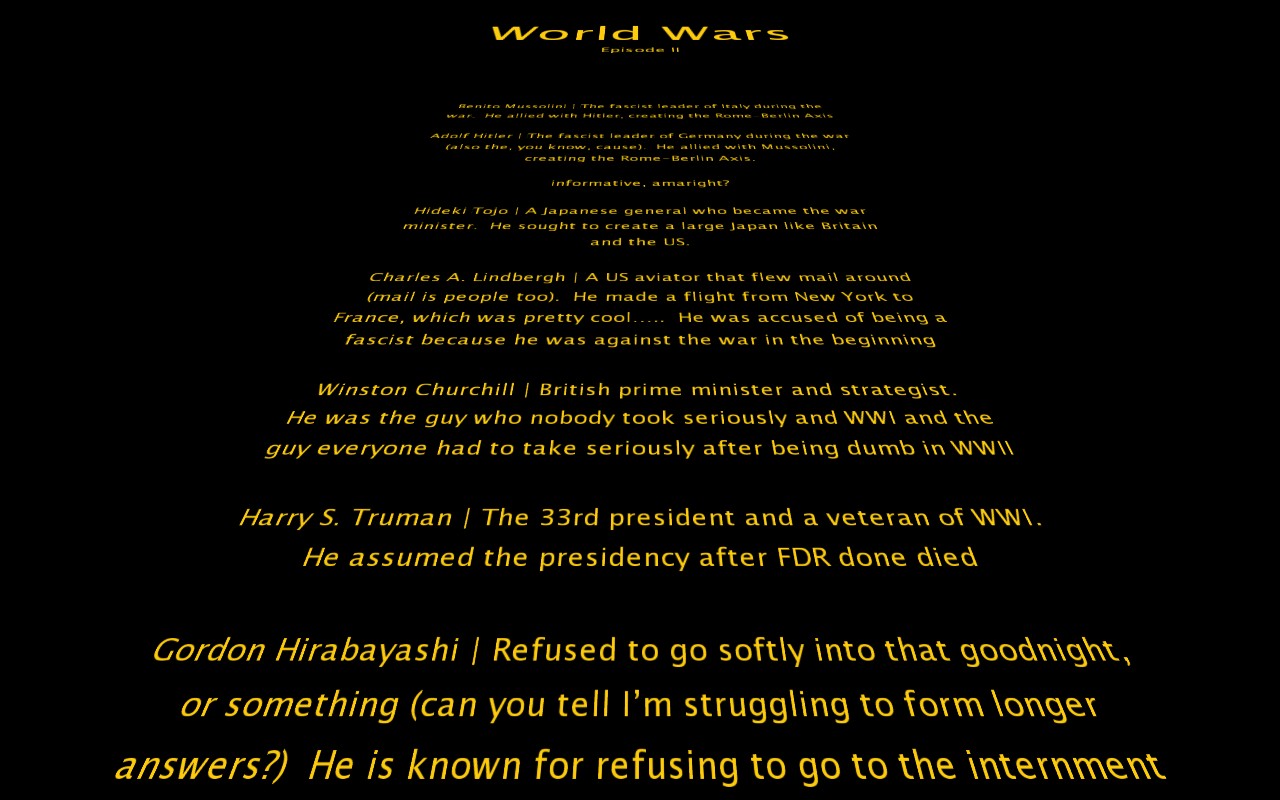 World Wars
Episode II
Benito Mussolini | The fascist leader of Italy during the
war.  He allied with Hitler, creating the Rome-Berlin Axis
Adolf Hitler | The fascist leader of Germany during the war
(also the, you know, cause).  He allied with Mussolini,
creating the Rome-Berlin Axis.
informative, amaright?
Hideki Tojo | A Japanese general who became the war
minister.  He sought to create a large Japan like Britain
and the US.
Charles A. Lindbergh | A US aviator that flew mail around
(mail is people too).  He made a flight from New York to
France, which was pretty cool.....  He was accused of being a
fascist because he was against the war in the beginning
Winston Churchill | British prime minister and strategist.
He was the guy who nobody took seriously and WWI and the
guy everyone had to take seriously after being dumb in WWII
Harry S. Truman | The 33rd president and a veteran of WWI.
He assumed the presidency after FDR done died
Gordon Hirabayashi | Refused to go softly into that goodnight,
or something (can you tell I'm struggling to form longer
answers?)  He is known for refusing to go to the internment